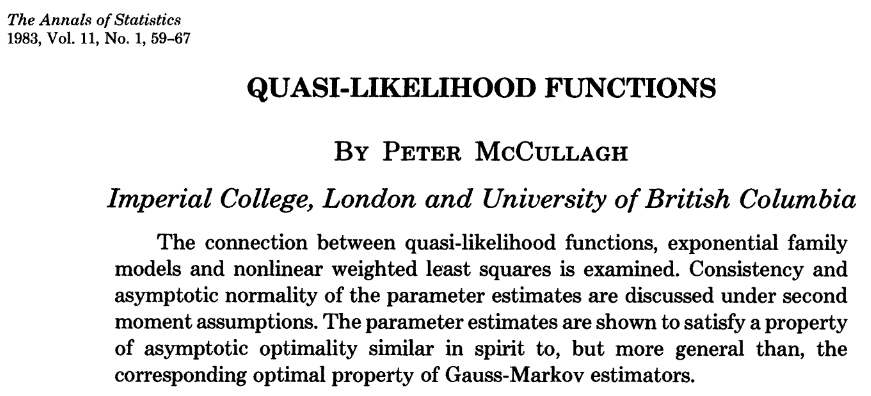 The Annals of Statistics
1983, Vol. 11, No. 1, 59–67
QUASI-LIKELIHOOD FUNCTIONS
BY PETER MCCULLAGH
Imperial College, London and University of British Columbia
The connection between quasi-likelihood functions, exponential family
models and nonlinear weighted least squares is examined. Consistency and
asymptotic normality of the parameter estimates are discussed under second
moment assumptions. The parameter estimates are shown to satisfy a property
of asymptotic optimality similar in spirit to, but more general than, the
corresponding optimal property of Gauss-Markov estimators.